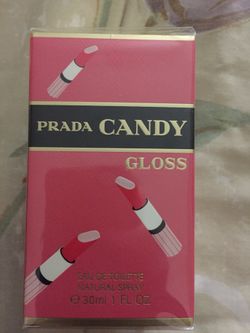 PRADA CANDY
GLOSS
EAU DE TOILETTE
NATURAL SPRAY
℮ 30ml 1 FL. OZ.